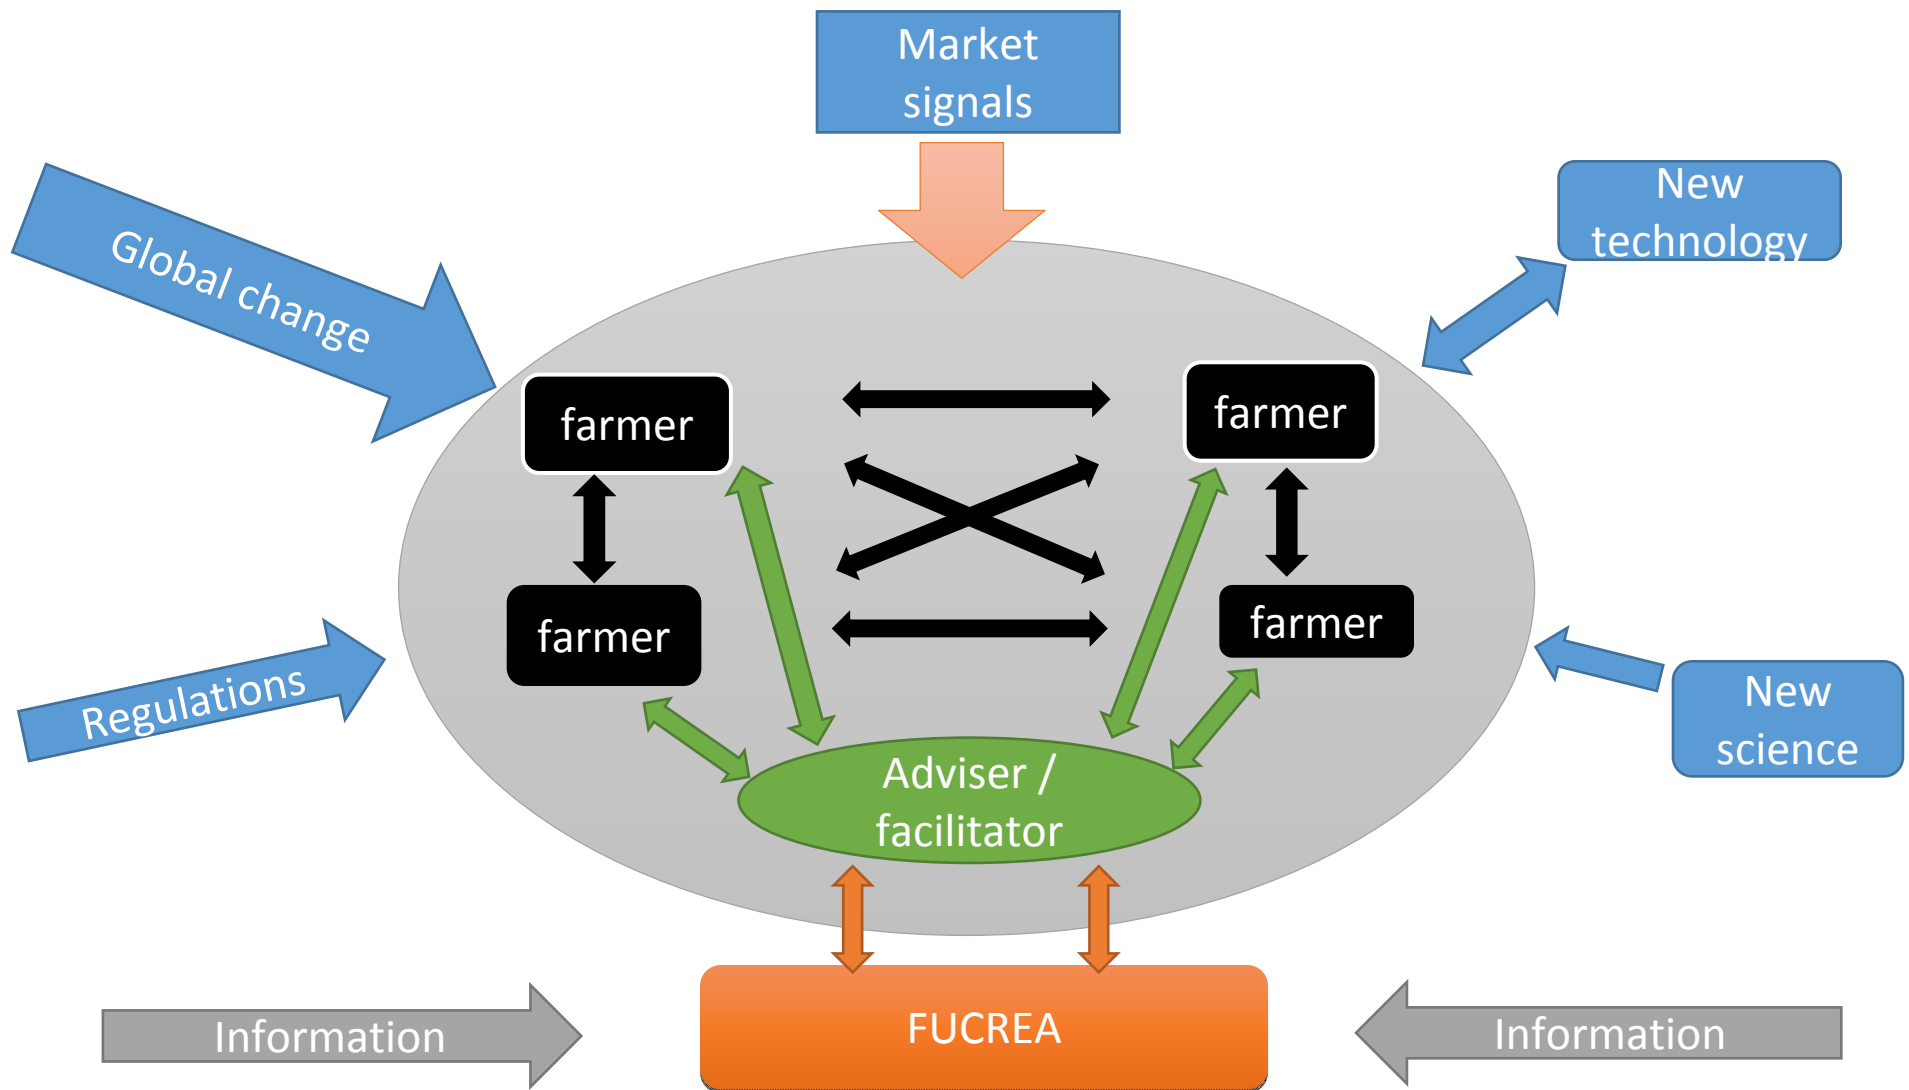 Market
signals
New
technology
Global change
farmer
farmer
farmer
farmer
Regulations
New
science
Adviser /
facilitator
FUCREA
Information
Information